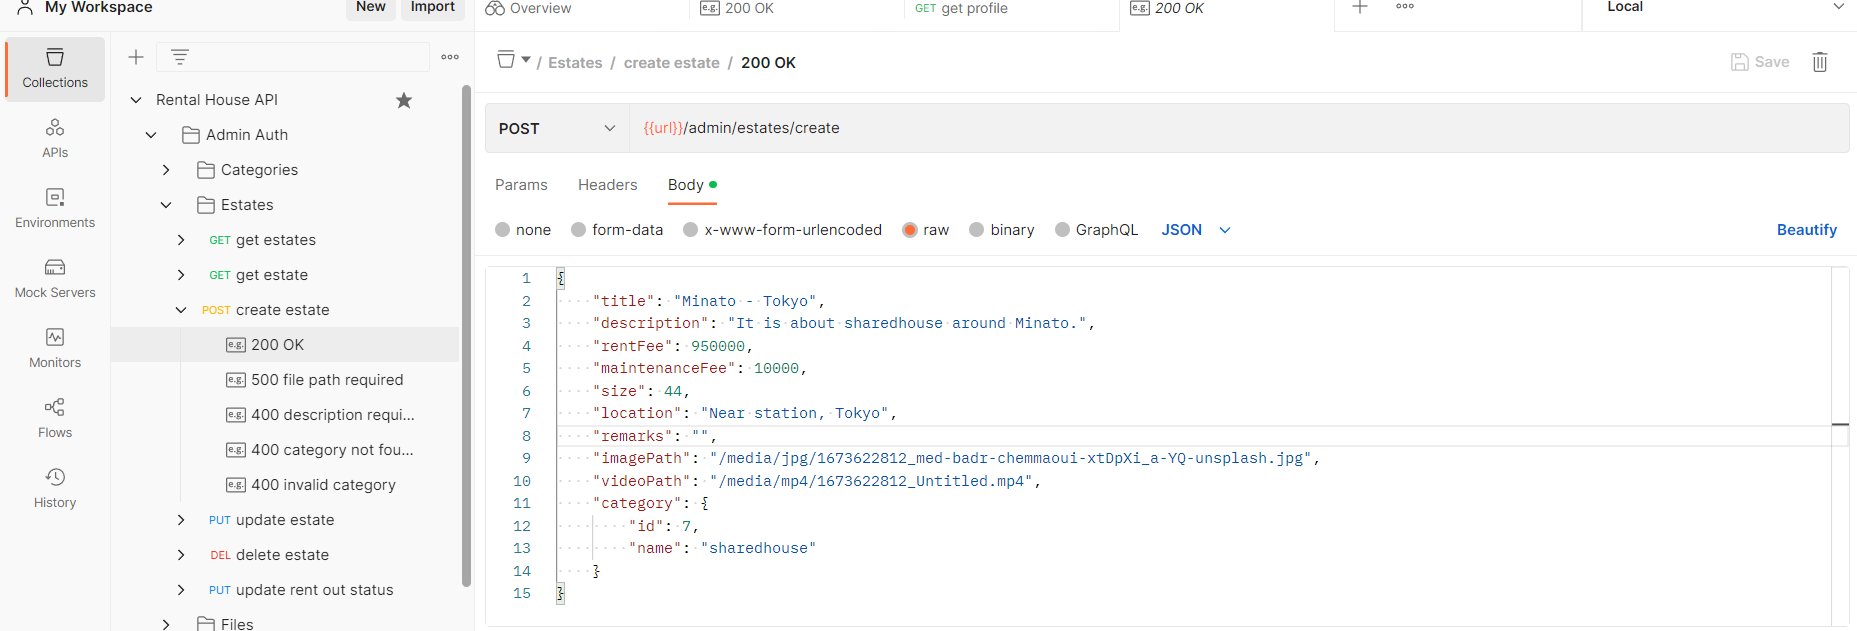 My Workspace
New
Import
Overview
e.g. 200 OK
GET get profile
e.g. 200 OK
Local
Collections
APIs
Environments
Mock Servers
Monitors
Flows
History
Rental House API
Admin Auth
Categories
Estates
GET get estates
GET get estate
POST create estate
e.g. 200 OK
e.g. 500 file path required
e.g. 400 description requi...
e.g. 400 category not fou...
e.g. 400 invalid category
PUT update estate
DEL delete estate
PUT update rent out status
Files
/ Estates / create estate / 200 OK
Save
POST
{{url}}/admin/estates/create
Params Headers Body
none form-data x-www-form-urlencoded raw binary GraphQL JSON
Beautify
1 {
2 "title": "Minato - Tokyo",
3 "description": "It is about sharedhouse around Minato.",
4 "rentFee": 950000,
5 "maintenanceFee": 10000,
6 "size": 44,
7 "location": "Near station, Tokyo",
8 "remarks": "",
9 "imagePath": "/media/jpg/1673622812_med-badr-chemmaoui-xtDpXi_a-YQ-unsplash.jpg",
10 "videoPath": "/media/mp4/1673622812_Untitled.mp4",
11 "category": {
12 "id": 7,
13 "name": "sharedhouse"
14 }
15 }